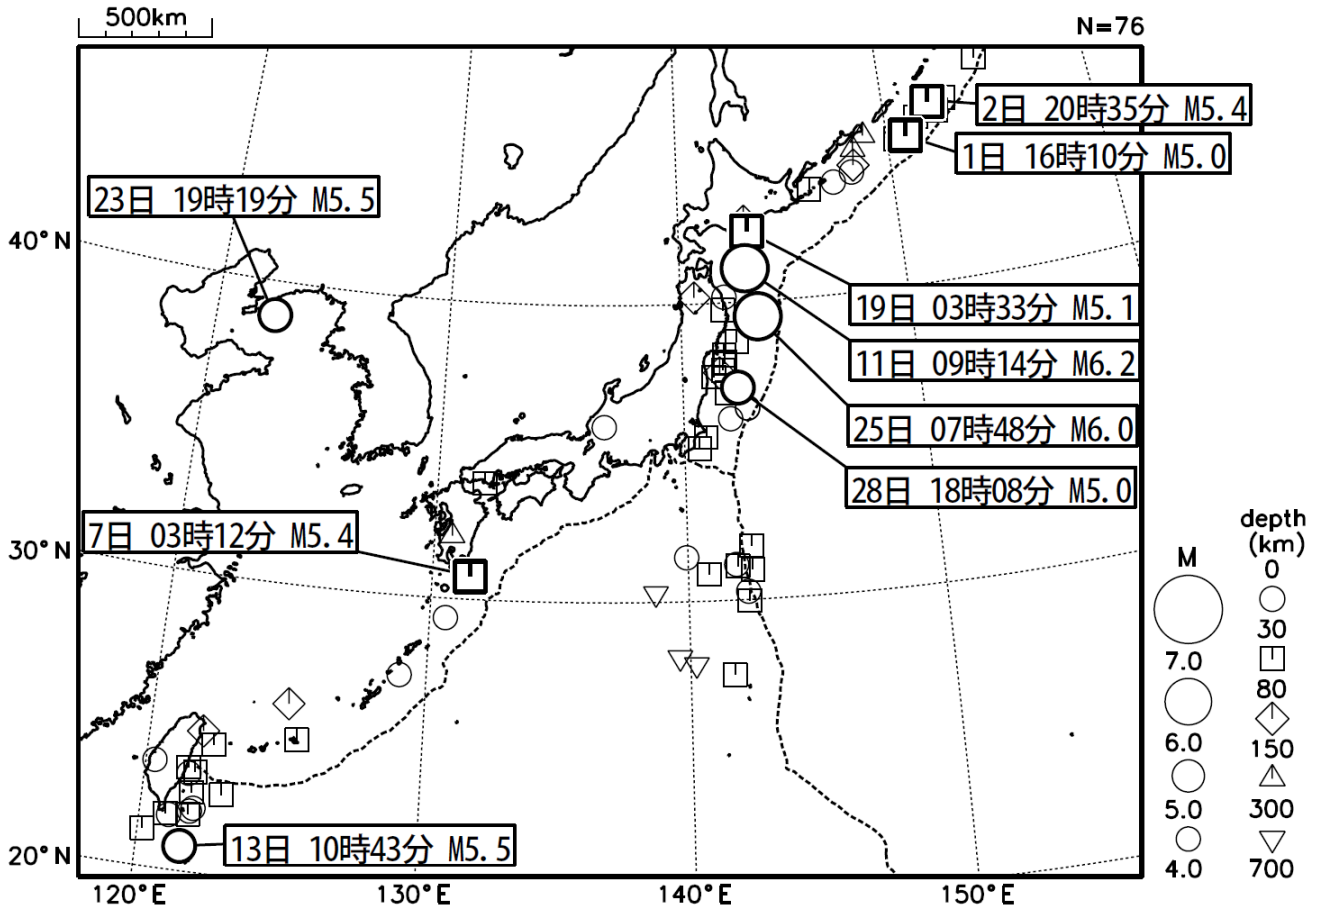 500km
N=76
2日 20時35分 M5.4
1日 16時10分 M5.0
23日 19時19分 M5.5
40°N
19日 03時33分 M5.1
11日 09時14分 M6.2
25日 07時48分 M6.0
28日 18時08分 M5.0
7日 03時12分 M5.4
30°N
13日 10時43分 M5.5
20°N
120°E
130°E
140°E
150°E
M
7.0
6.0
5.0
4.0
depth
(km)
0
30
80
150
300
700